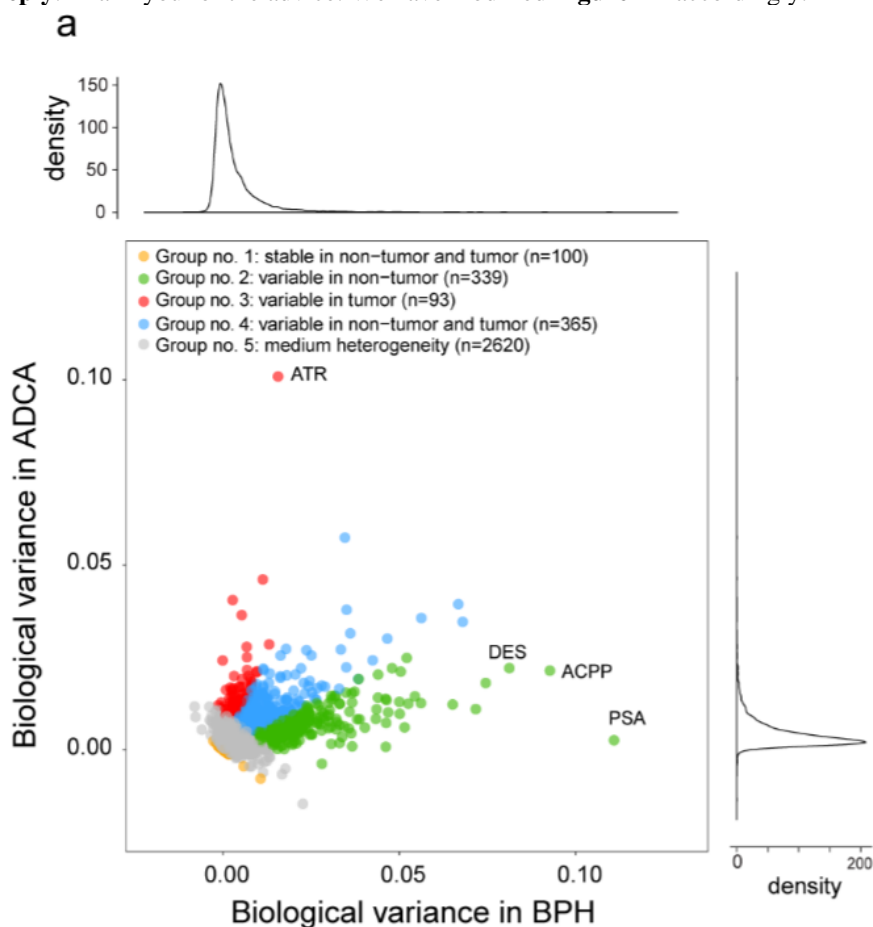 a
density
150
100
50
0
Group no. 1: stable in non−tumor and tumor (n=100)
Group no. 2: variable in non−tumor (n=339)
Group no. 3: variable in tumor (n=93)
Group no. 4: variable in non−tumor and tumor (n=365)
Group no. 5: medium heterogeneity (n=2620)
ATR
DES
ACPP
PSA
Biological variance in ADCA
0.10
0.05
0.00
0.00 0.05 0.10
Biological variance in BPH
0 200
density